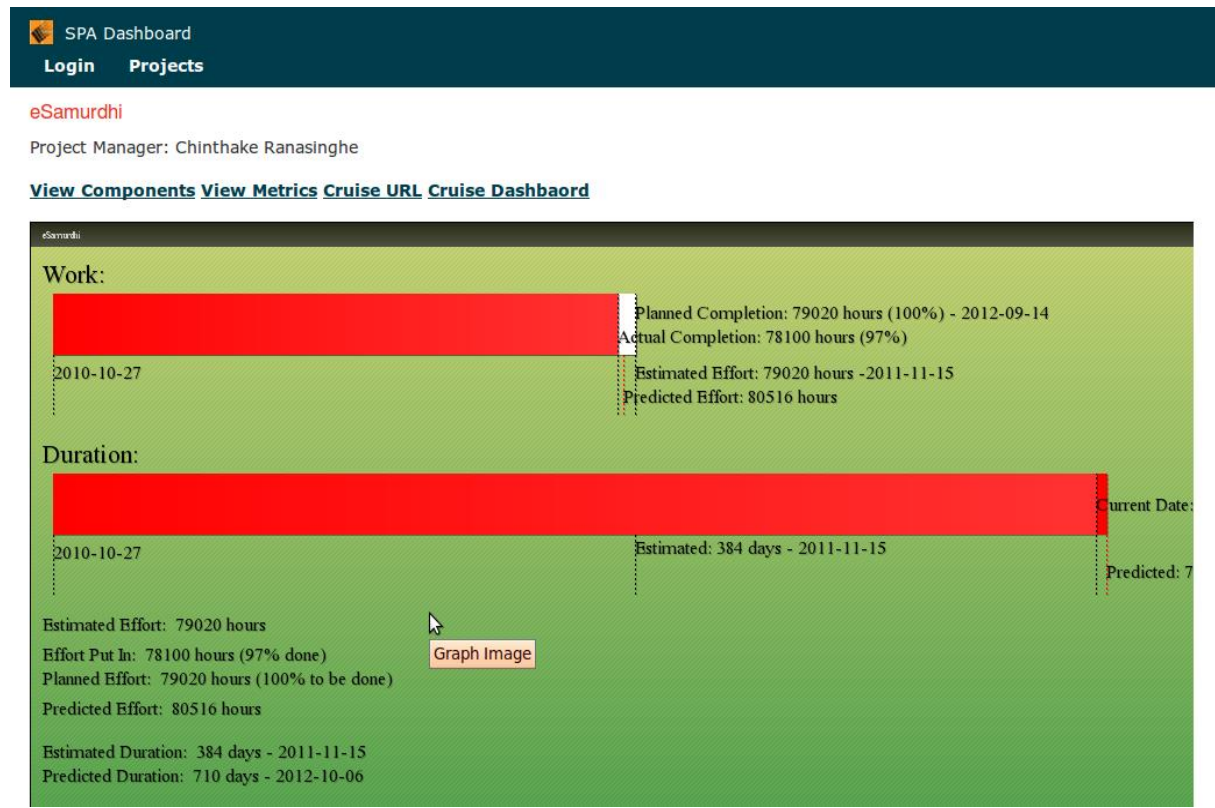 SPA Dashboard
Login Projects
eSamurdhi
Project Manager: Chinthake Ranasinghe
View Components View Metrics Cruise URL Cruise Dashbaord
eSamurdhi
Work:
Planned Completion: 79020 hours (100%) - 2012-09-14
Actual Completion: 78100 hours (97%)
2010-10-27
Estimated Effort: 79020 hours -2011-11-15
Predicted Effort: 80516 hours
Duration:
Current Date:
2010-10-27
Estimated: 384 days - 2011-11-15
Predicted: 7
Estimated Effort: 79020 hours
Effort Put In: 78100 hours (97% done)
Graph Image
Planned Effort: 79020 hours (100% to be done)
Predicted Effort: 80516 hours
Estimated Duration: 384 days - 2011-11-15
Predicted Duration: 710 days - 2012-10-06